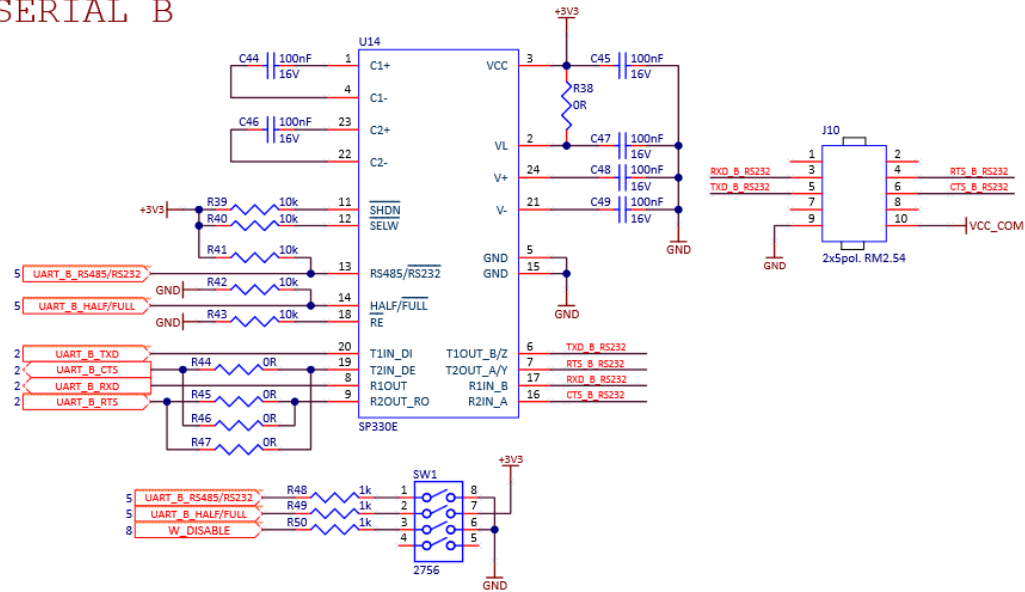 SERIAL B
+3V3
U14
C44 100nF 1 C1+ VCC 3 C45 100nF
16V 16V
4 C1- R38
0R
C46 100nF 23 C2+
16V
VL 2 C47 100nF
16V
22 C2- V+ 24 C48 100nF
16V
+3V3 R39 10k 11 SHDN V- 21 C49 100nF
16V
R40 10k 12 SELW
GND
R41 10k
GND 5
5 UART_B_RS485/RS232 13 RS485/RS232 GND 15
GND R42 10k
5 UART_B_HALF/FULL 14 HALF/FULL
GND
GND R43 10k 18 RE
2 UART_B_TXD 20 T1IN_DI T1OUT_B/Z 6 TXD_B_RS232
2 UART_B_CTS R44 0R 19 T2IN_DE T2OUT_A/Y 7 RTS_B_RS232
2 UART_B_RXD 8 R1OUT R1IN_B 17 RXD_B_RS232
2 UART_B_RTS R45 0R 9 R2OUT_RO R2IN_A 16 CTS_B_RS232
R46 0R
SP330E
R47 0R
J10
1 2
RXD_B_RS232 3 4 RTS_B_RS232
TXD_B_RS232 5 6 CTS_B_RS232
7 8
9 10 VCC_COM
GND
2x5pol. RM2.54
+3V3
SW1
5 UART_B_RS485/RS232 R48 1k 1 8
5 UART_B_HALF/FULL R49 1k 2 7
8 W_DISABLE R50 1k 3 6
4 5
2756
GND